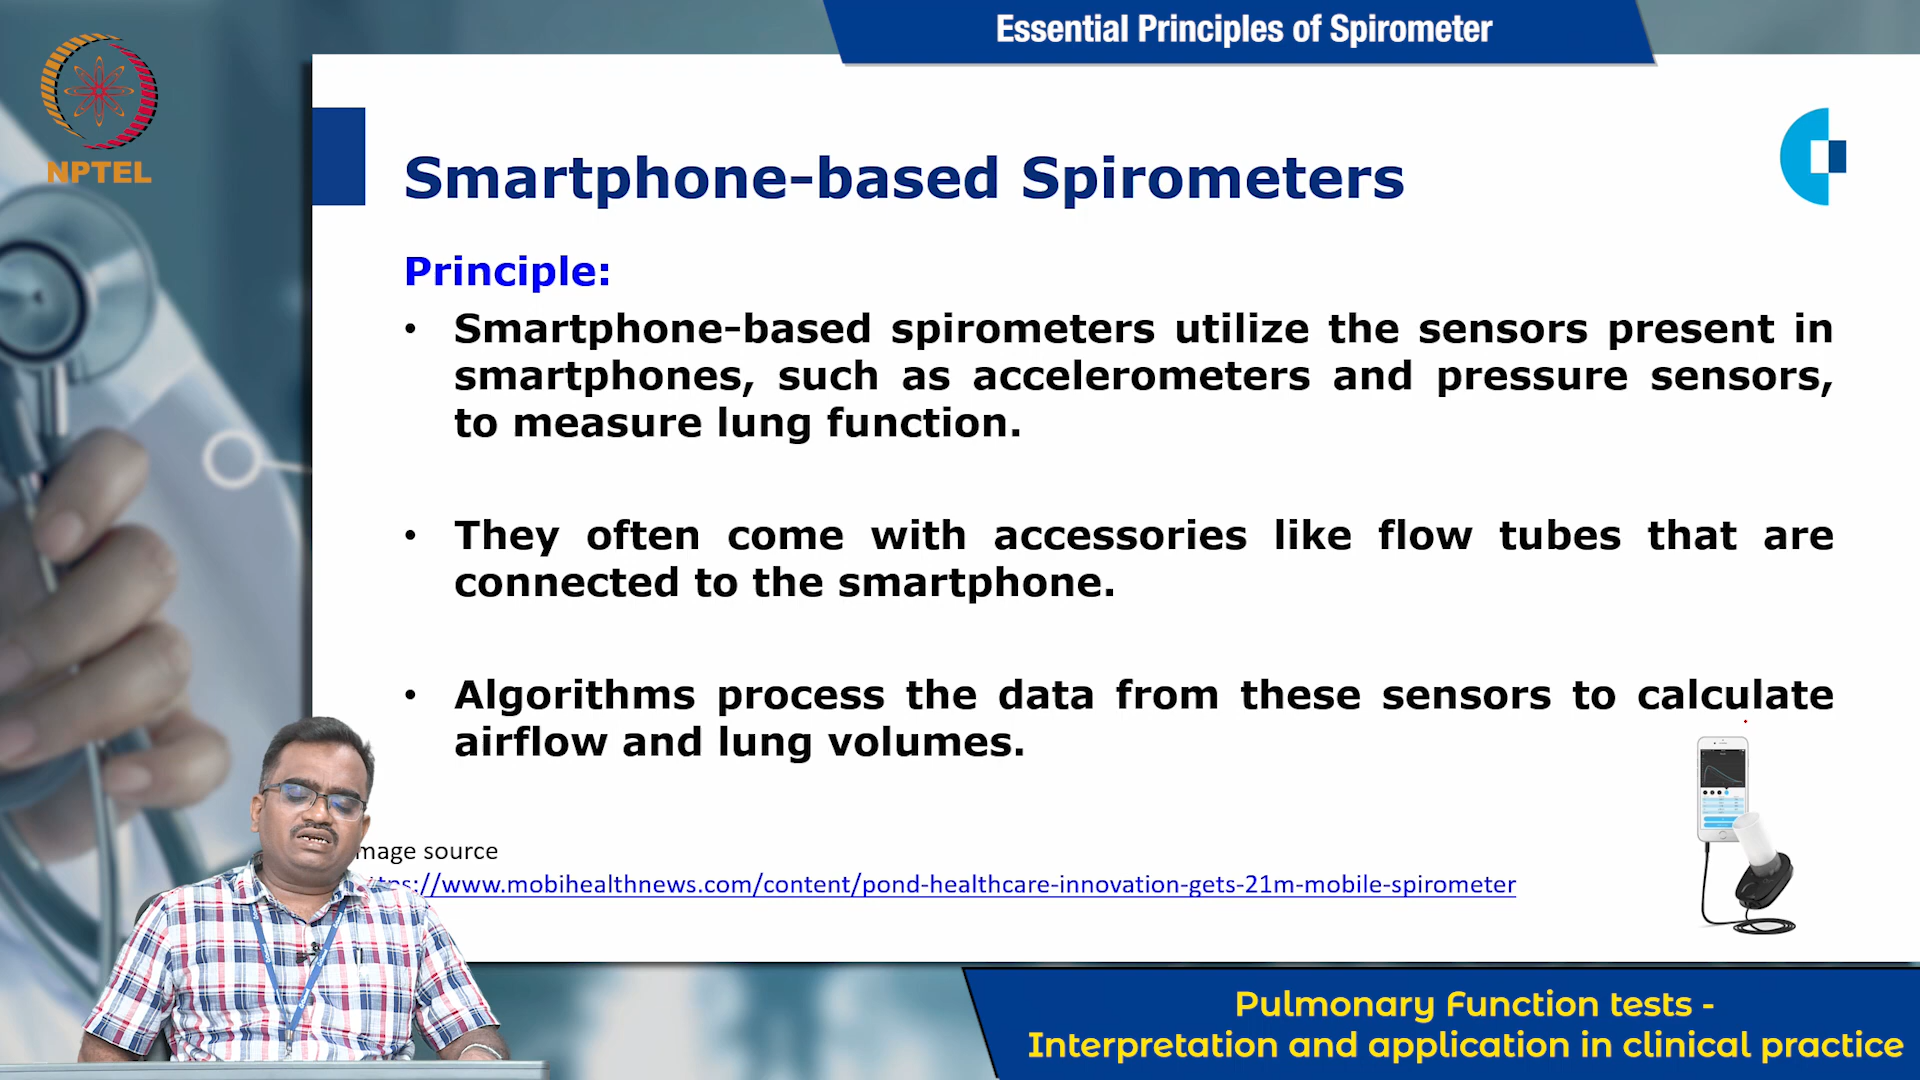 Essential Principles of Spirometer
NPTEL
Smartphone-based Spirometers
Principle:
• Smartphone-based spirometers utilize the sensors present in
smartphones, such as accelerometers and pressure sensors,
to measure lung function.
• They often come with accessories like flow tubes that are
connected to the smartphone.
• Algorithms process the data from these sensors to calculate
airflow and lung volumes.
mage source
ttps://www.mobihealthnews.com/content/pond-healthcare-innovation-gets-21m-mobile-spirometer
Pulmonary Function tests -
Interpretation and application in clinical practice